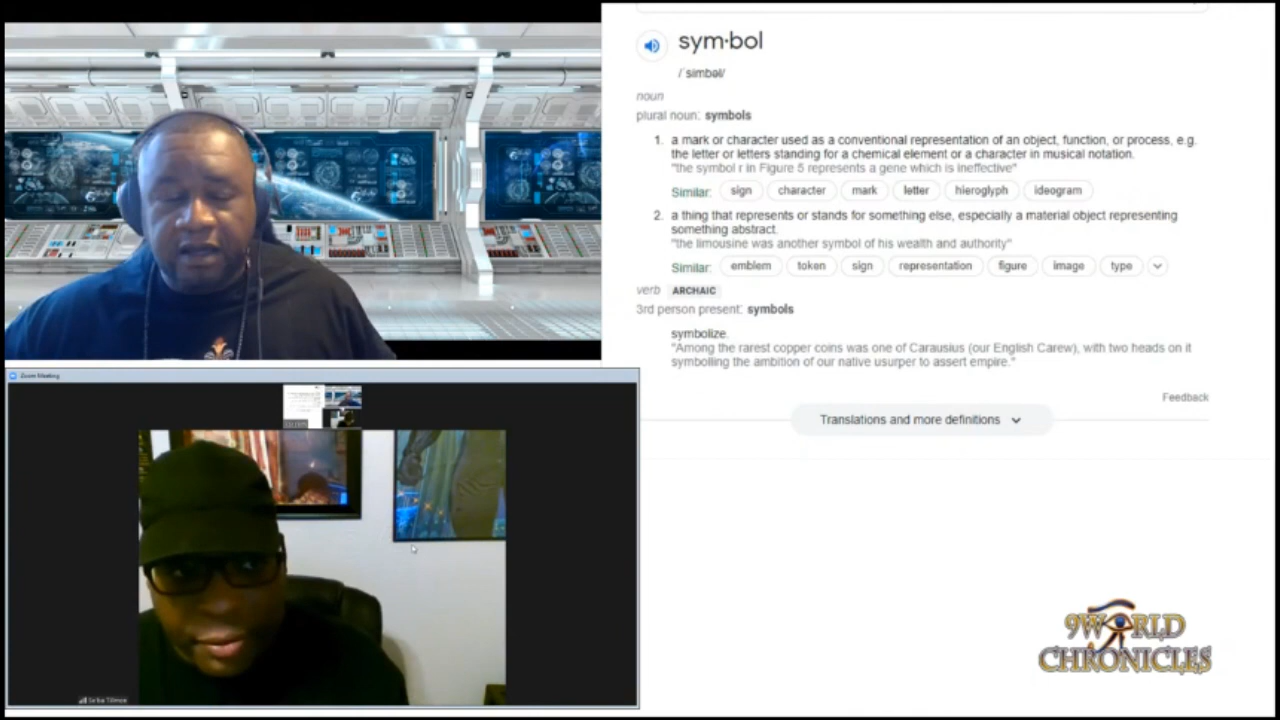 sym·bol
/ˈsimbəl/
noun
plural noun: symbols
1. a mark or character used as a conventional representation of an object, function, or process, e.g.
the letter or letters standing for a chemical element or a character in musical notation.
"the symbol r in Figure 5 represents a gene which is ineffective"
Similar: sign character mark letter hieroglyph ideogram
2. a thing that represents or stands for something else, especially a material object representing
something abstract.
"the limousine was another symbol of his wealth and authority"
Similar: emblem token sign representation figure image type
verb ARCHAIC
3rd person present: symbols
symbolize.
"Among the rarest copper coins was one of Carausius (our English Carew), with two heads on it
symbolling the ambition of our native usurper to assert empire."
Feedback
Translations and more definitions
Zoom Meeting
9WORLD
CHRONICLES